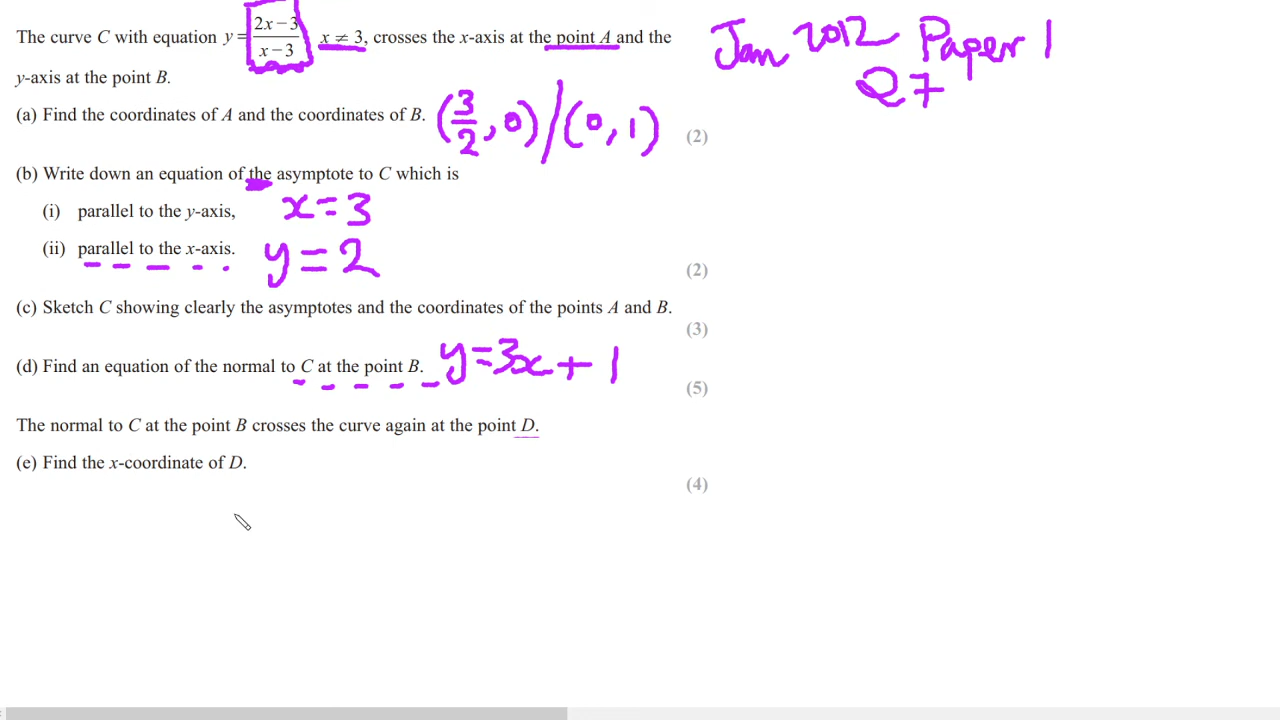 The curve C with equation y = (2x − 3)/(x − 3) x ≠ 3, crosses the x-axis at the point A and the
y-axis at the point B.
Jan 2012 Paper 1
Q7
(a) Find the coordinates of A and the coordinates of B. (3/2, 0) / (0, 1)
(2)
(b) Write down an equation of the asymptote to C which is
(i) parallel to the y-axis, x = 3
(ii) parallel to the x-axis. y = 2
(2)
(c) Sketch C showing clearly the asymptotes and the coordinates of the points A and B.
(3)
(d) Find an equation of the normal to C at the point B. y = 3x + 1
(5)
The normal to C at the point B crosses the curve again at the point D.
(e) Find the x-coordinate of D.
(4)